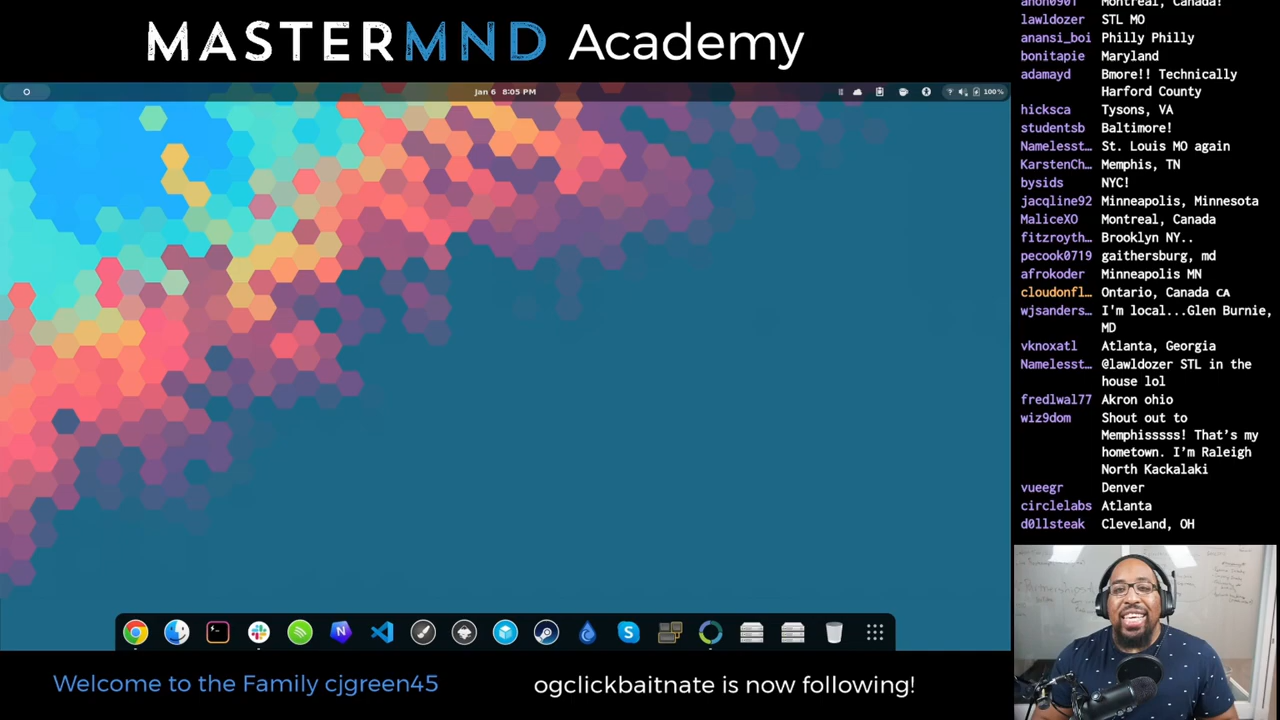 MASTERMND Academy
Jan 6 8:05 PM
100%
anon0901 Montreal, Canada!
lawldozer STL MO
anansi_boi Philly Philly
bonitapie Maryland
adamayd Bmore!! Technically
Harford County
hicksca Tysons, VA
studentsb Baltimore!
Namelesst… St. Louis MO again
KarstenCh… Memphis, TN
bysids NYC!
jacqline92 Minneapolis, Minnesota
MaliceXO Montreal, Canada
fitzroyth… Brooklyn NY..
pecook0719 gaithersburg, md
afrokoder Minneapolis MN
cloudonfl… Ontario, Canada CA
wjsanders… I'm local...Glen Burnie,
MD
vknoxatl Atlanta, Georgia
Namelesst… @lawldozer STL in the
house lol
fredlwal77 Akron ohio
wiz9dom Shout out to
Memphisssss! That's my
hometown. I'm Raleigh
North Kackalaki
vueegr Denver
circlelabs Atlanta
d0llsteak Cleveland, OH
Welcome to the Family cjgreen45
ogclickbaitnate is now following!